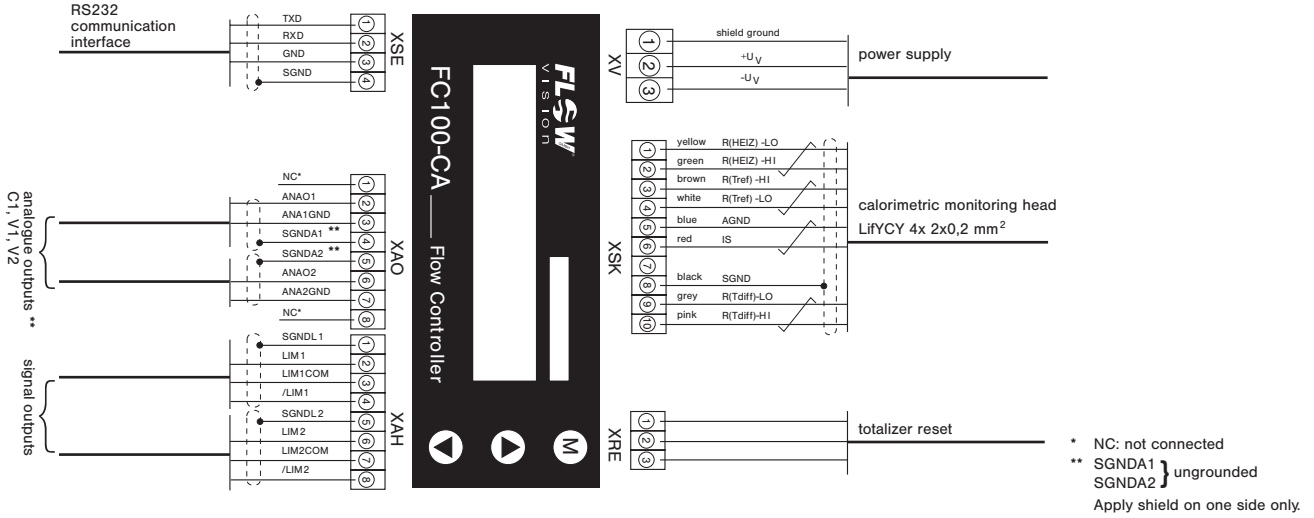 RS232
communication
interface
TXD
RXD
GND
SGND
1
2
3
4
XSE
analogue outputs **
C1, V1, V2
NC*
ANAO1
ANA1GND
SGNDA1 **
SGNDA2 **
ANAO2
ANA2GND
NC*
1
2
3
4
5
6
7
8
XAO
signal outputs
SGNDL1
LIM1
LIM1COM
/LIM1
SGNDL2
LIM2
LIM2COM
/LIM2
1
2
3
4
5
6
7
8
XAH
FLOW
VISION
FC100-CA
Flow Controller
M
XV
1
2
3
shield ground
+UV
-UV
power supply
XSK
1
2
3
4
5
6
7
8
9
10
yellow R(HEIZ) -LO
green R(HEIZ) -HI
brown R(Tref) -HI
white R(Tref) -LO
blue AGND
red IS
black SGND
grey R(Tdiff)-LO
pink R(Tdiff)-HI
calorimetric monitoring head
LifYCY 4x 2x0,2 mm²
XRE
1
2
3
totalizer reset
* NC: not connected
** SGNDA1 } ungrounded
SGNDA2
Apply shield on one side only.